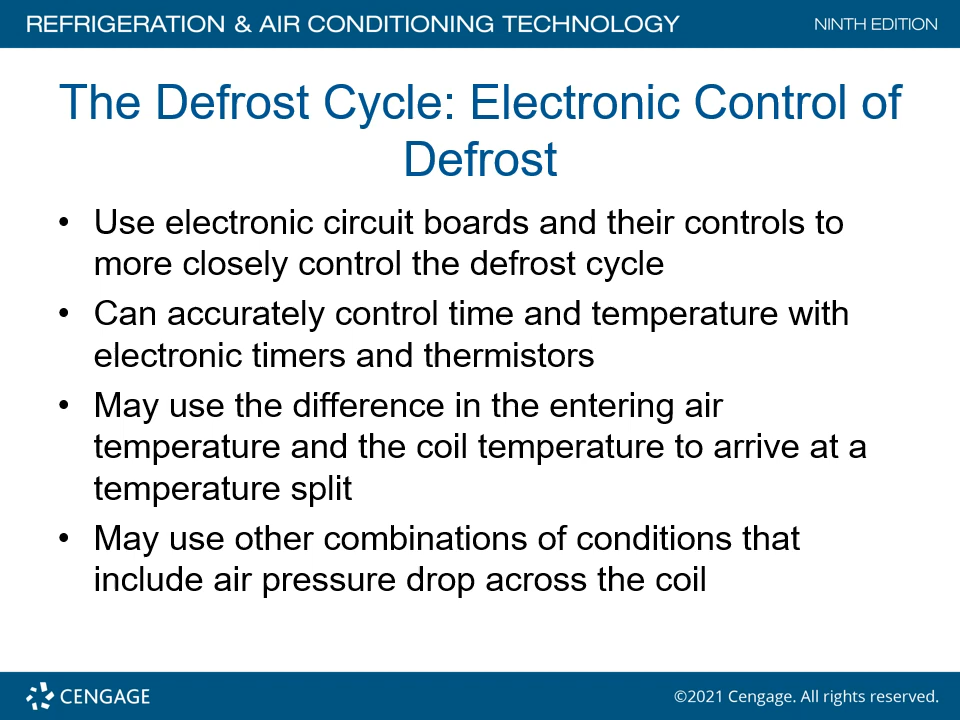 REFRIGERATION & AIR CONDITIONING TECHNOLOGY
NINTH EDITION
The Defrost Cycle: Electronic Control of
Defrost
• Use electronic circuit boards and their controls to
more closely control the defrost cycle
• Can accurately control time and temperature with
electronic timers and thermistors
• May use the difference in the entering air
temperature and the coil temperature to arrive at a
temperature split
• May use other combinations of conditions that
include air pressure drop across the coil
CENGAGE
©2021 Cengage. All rights reserved.